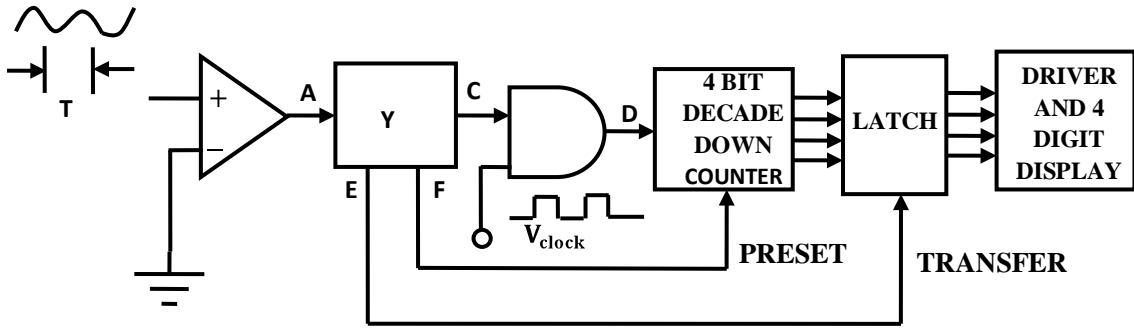 T
+
−
A
Y
C
D
E
F
V clock
4 BIT
DECADE
DOWN
COUNTER
LATCH
DRIVER
AND 4
DIGIT
DISPLAY
PRESET
TRANSFER